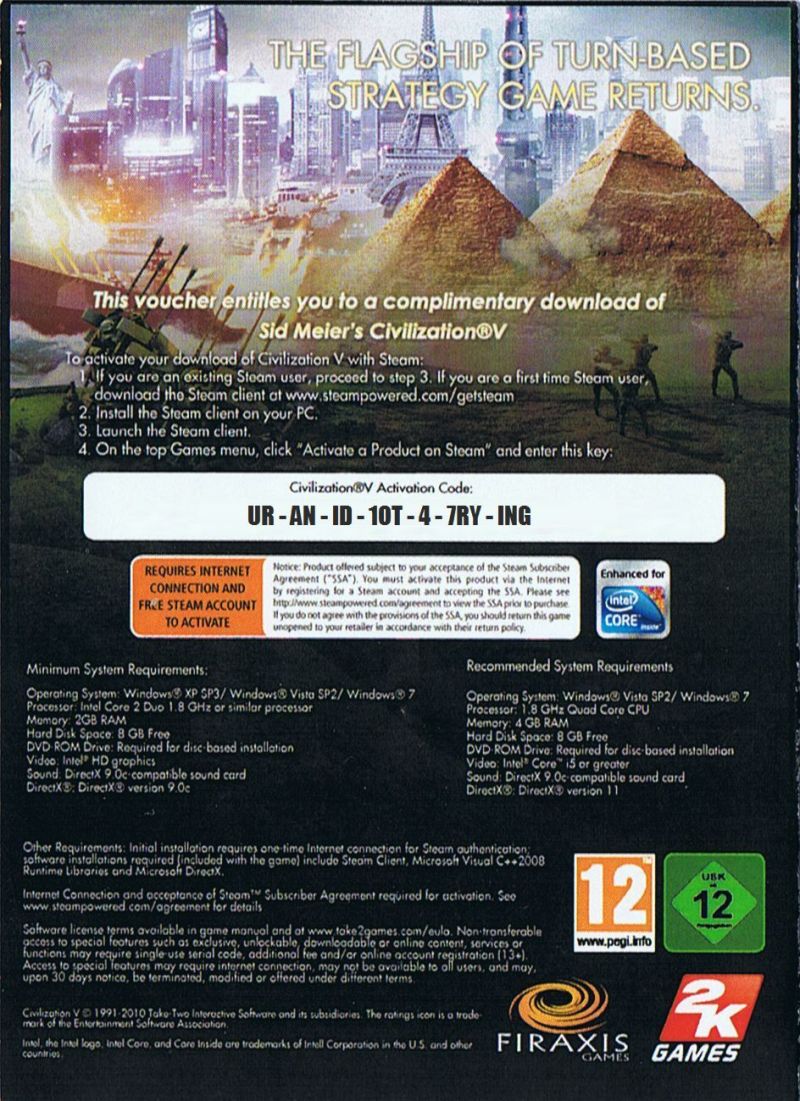 THE FLAGSHIP OF TURN-BASED
STRATEGY GAME RETURNS.
This voucher entitles you to a complimentary download of
Sid Meier's Civilization®V
To activate your download of Civilization V with Steam:
1. If you are an existing Steam user, proceed to step 3. If you are a first time Steam user,
download the Steam client at www.steampowered.com/getsteam
2. Install the Steam client on your PC.
3. Launch the Steam client.
4. On the top Games menu, click "Activate a Product on Steam" and enter this key:
Civilization®V Activation Code:
UR - AN - ID - 10T - 4 - 7RY - ING
REQUIRES INTERNET
CONNECTION AND
FREE STEAM ACCOUNT
TO ACTIVATE
Notice: Product offered subject to your acceptance of the Steam Subscriber
Agreement ("SSA"). You must activate this product via the Internet
by registering for a Steam account and accepting the SSA. Please see
http://www.steampowered.com/agreement to view the SSA prior to purchase.
If you do not agree with the provisions of the SSA, you should return this game
unopened to your retailer in accordance with their return policy.
Enhanced for
intel
CORE
inside™
Minimum System Requirements:
Operating System: Windows® XP SP3/ Windows® Vista SP2/ Windows® 7
Processor: Intel Core 2 Duo 1.8 GHz or similar processor
Memory: 2GB RAM
Hard Disk Space: 8 GB Free
DVD-ROM Drive: Required for disc-based installation
Video: Intel® HD graphics
Sound: DirectX 9.0c-compatible sound card
DirectX®: DirectX® version 9.0c
Recommended System Requirements
Operating System: Windows® Vista SP2/ Windows® 7
Processor: 1.8 GHz Quad Core CPU
Memory: 4 GB RAM
Hard Disk Space: 8 GB Free
DVD-ROM Drive: Required for disc-based installation
Video: Intel® Core™ i5 or greater
Sound: DirectX 9.0c-compatible sound card
DirectX®: DirectX® version 11
Other Requirements: Initial installation requires one-time Internet connection for Steam authentication;
software installations required (included with the game) include Steam Client, Microsoft Visual C++2008
Runtime Libraries and Microsoft DirectX.
Internet Connection and acceptance of Steam™ Subscriber Agreement required for activation. See
www.steampowered.com/agreement for details
Software license terms available in game manual and at www.take2games.com/eula. Non-transferable
access to special features such as exclusive, unlockable, downloadable or online content, services or
functions may require single-use serial code, additional fee and/or online account registration (13+).
Access to special features may require internet connection, may not be available to all users, and may,
upon 30 days notice, be terminated, modified or offered under different terms.
Civilization V © 1991-2010 Take-Two Interactive Software and its subsidiaries. The ratings icon is a trade-
mark of the Entertainment Software Association.
Intel, the Intel logo, Intel Core, and Core Inside are trademarks of Intell Corporation in the U.S. and other
countries.
12
www.pegi.info
USK
12
FIRAXIS
GAMES
2K
GAMES